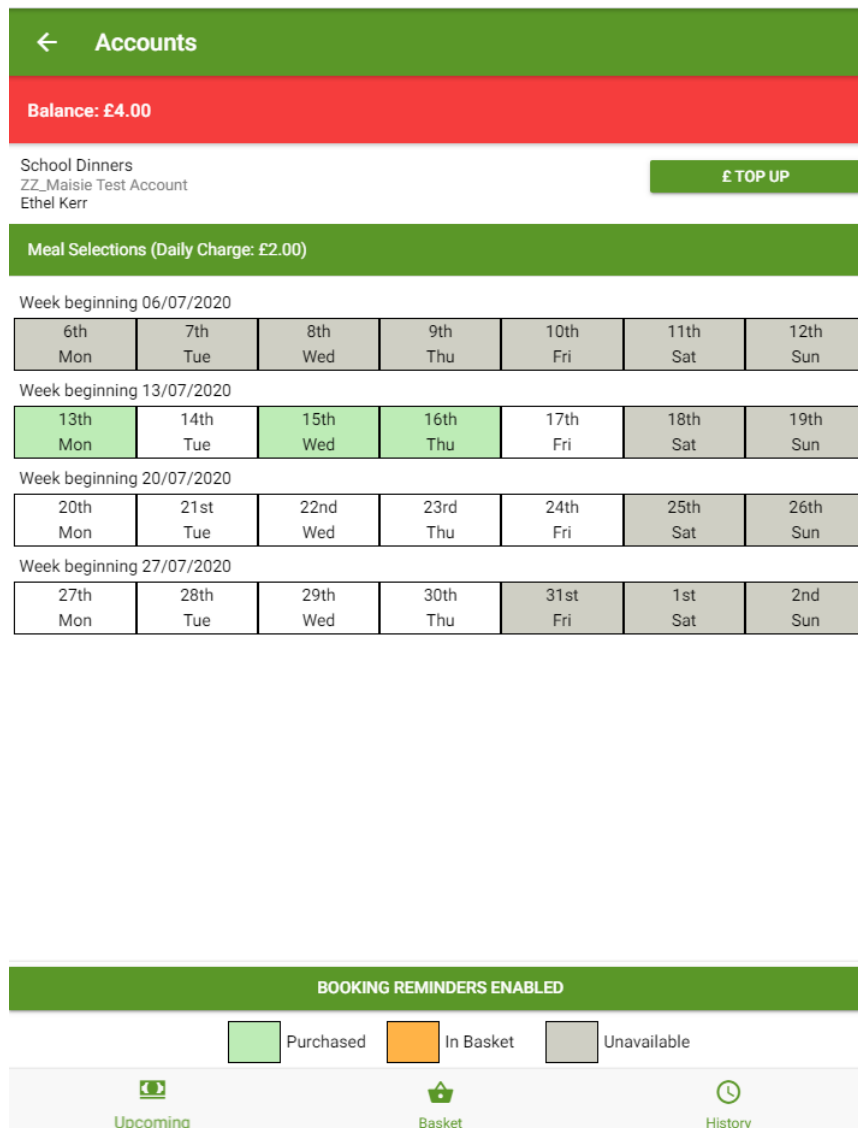 Accounts
Balance: £4.00
School Dinners
ZZ_Maisie Test Account
Ethel Kerr
£ TOP UP
Meal Selections (Daily Charge: £2.00)
Week beginning 06/07/2020
6th 7th 8th 9th 10th 11th 12th
Mon Tue Wed Thu Fri Sat Sun
Week beginning 13/07/2020
13th 14th 15th 16th 17th 18th 19th
Mon Tue Wed Thu Fri Sat Sun
Week beginning 20/07/2020
20th 21st 22nd 23rd 24th 25th 26th
Mon Tue Wed Thu Fri Sat Sun
Week beginning 27/07/2020
27th 28th 29th 30th 31st 1st 2nd
Mon Tue Wed Thu Fri Sat Sun
BOOKING REMINDERS ENABLED
Purchased In Basket Unavailable
Upcoming Basket History